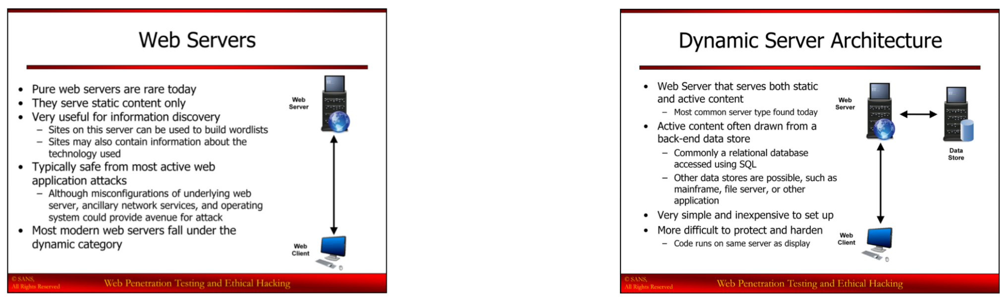 Web Servers
• Pure web servers are rare today
• They serve static content only
• Very useful for information discovery
– Sites on this server can be used to build wordlists
– Sites may also contain information about the
technology used
• Typically safe from most active web
application attacks
– Although misconfigurations of underlying web
server, ancillary network services, and operating
system could provide avenue for attack
• Most modern web servers fall under the
dynamic category
Web
Server
Web
Client
© SANS,
All Rights Reserved
Web Penetration Testing and Ethical Hacking
Dynamic Server Architecture
• Web Server that serves both static
and active content
– Most common server type found today
• Active content often drawn from a
back-end data store
– Commonly a relational database
accessed using SQL
– Other data stores are possible, such as
mainframe, file server, or other
application
• Very simple and inexpensive to set up
• More difficult to protect and harden
– Code runs on same server as display
Web
Server
Data
Store
Web
Client
© SANS,
All Rights Reserved
Web Penetration Testing and Ethical Hacking